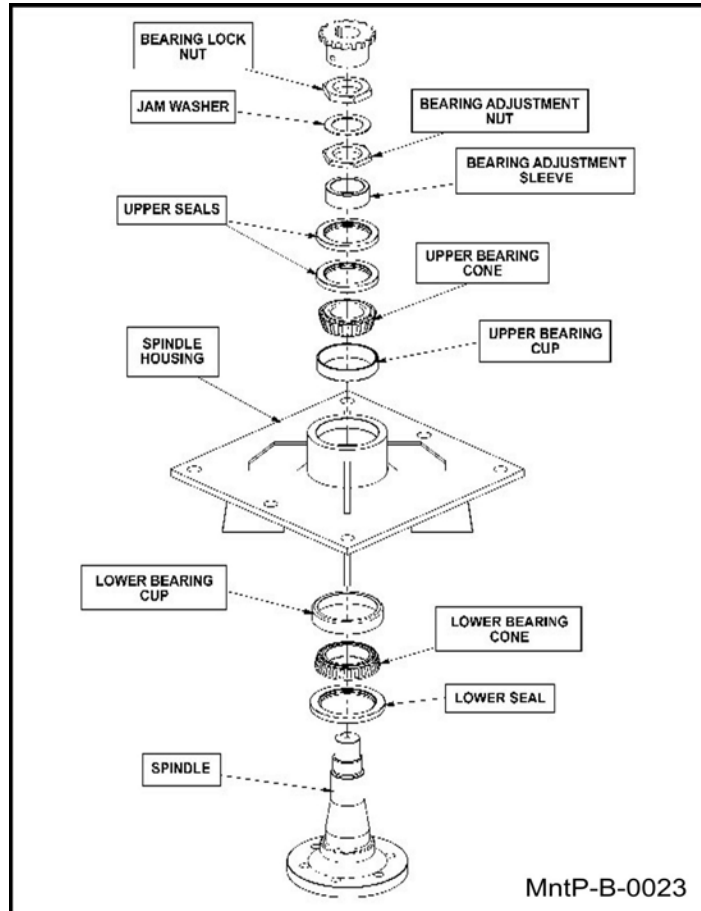 BEARING LOCK
NUT
JAM WASHER
BEARING ADJUSTMENT
NUT
BEARING ADJUSTMENT
SLEEVE
UPPER SEALS
UPPER BEARING
CONE
SPINDLE
HOUSING
UPPER BEARING
CUP
LOWER BEARING
CUP
LOWER BEARING
CONE
LOWER SEAL
SPINDLE
MntP-B-0023